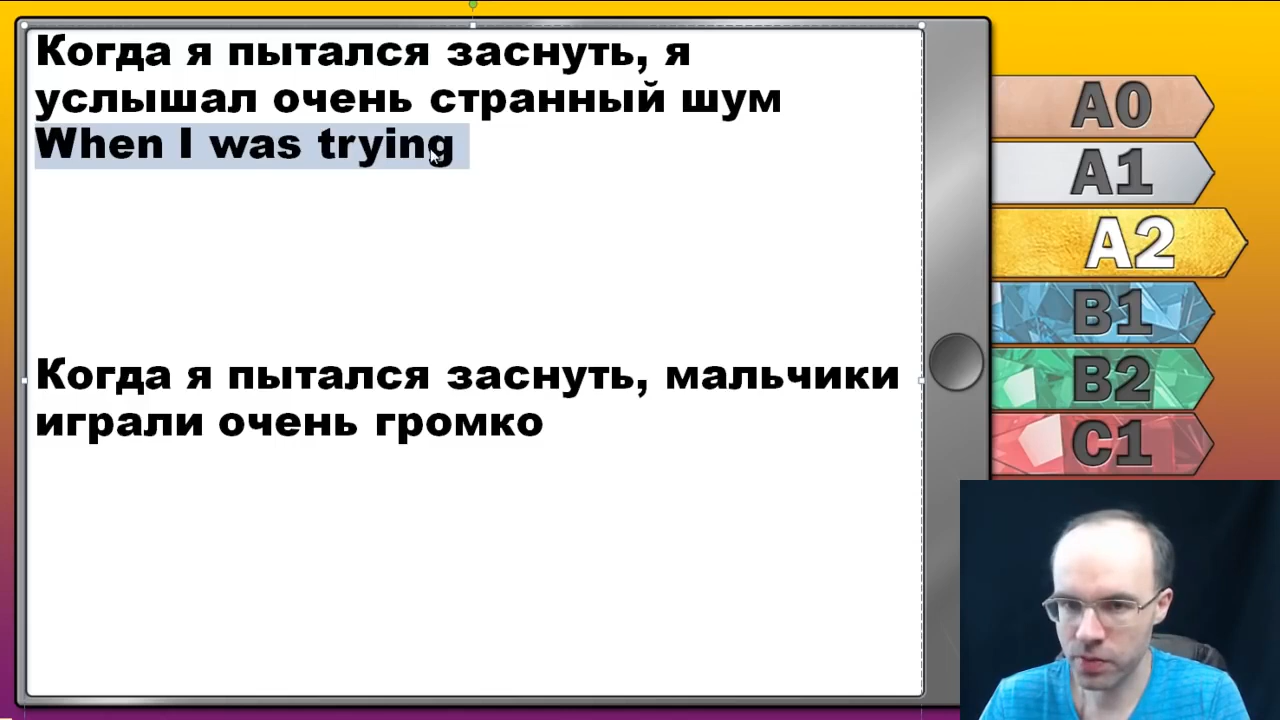 Когда я пытался заснуть, я
услышал очень странный шум
When I was trying
Когда я пытался заснуть, мальчики
играли очень громко
A0
A1
A2
B1
B2
C1